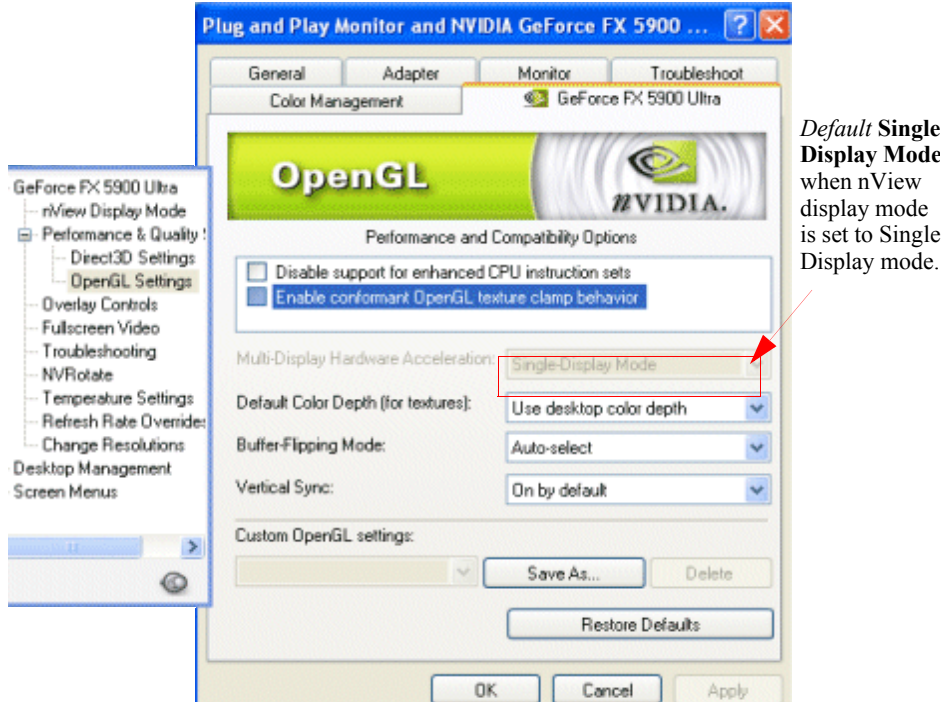 Plug and Play Monitor and NVIDIA GeForce FX 5900 ...
General Adapter Monitor Troubleshoot
Color Management GeForce FX 5900 Ultra
OpenGL
NVIDIA.
Performance and Compatibility Options
Disable support for enhanced CPU instruction sets
Enable conformant OpenGL texture clamp behavior
Multi-Display Hardware Acceleration: Single-Display Mode
Default Color Depth (for textures): Use desktop color depth
Buffer-Flipping Mode: Auto-select
Vertical Sync: On by default
Custom OpenGL settings:
Save As... Delete
Restore Defaults
OK Cancel Apply
GeForce FX 5900 Ultra
nView Display Mode
Performance & Quality
Direct3D Settings
OpenGL Settings
Overlay Controls
Fullscreen Video
Troubleshooting
NVRotate
Temperature Settings
Refresh Rate Overrides
Change Resolutions
Desktop Management
Screen Menus
Default Single
Display Mode
when nView
display mode
is set to Single
Display mode.